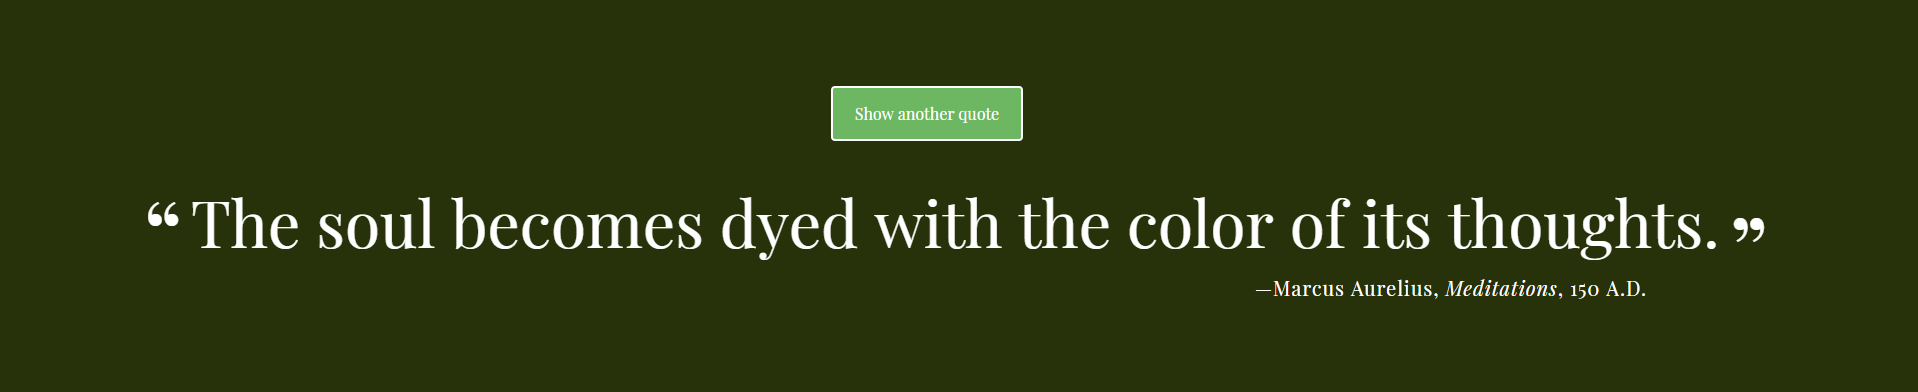 Show another quote
“ The soul becomes dyed with the color of its thoughts. ”
—Marcus Aurelius, Meditations, 150 A.D.